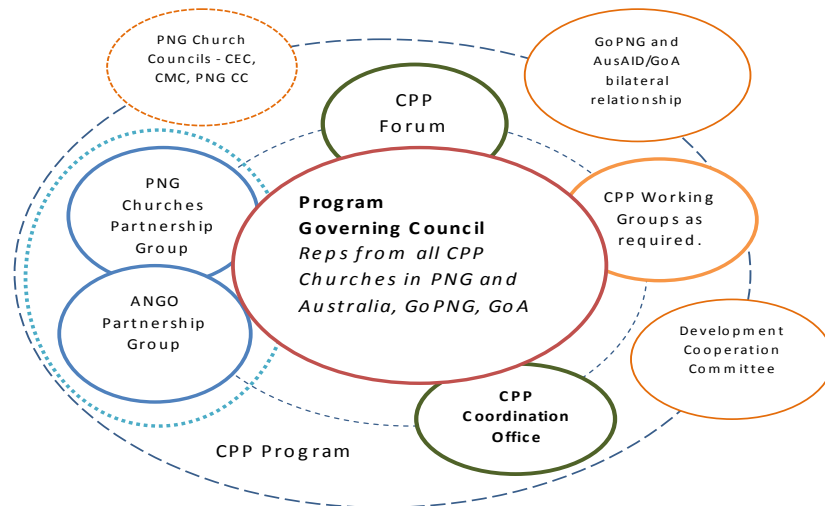 PNG Church
Councils - CEC,
CMC, PNG CC
GoPNG and
AusAID/GoA
bilateral
relationship
CPP
Forum
PNG
Churches
Partnership
Group
Program
Governing Council
Reps from all CPP
Churches in PNG and
Australia, GoPNG, GoA
CPP Working
Groups as
required.
ANGO
Partnership
Group
Development
Cooperation
Committee
CPP
Coordination
Office
CPP Program